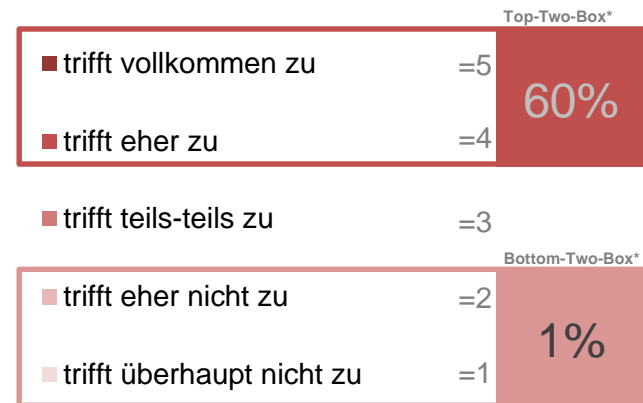 Top-Two-Box*
trifft vollkommen zu =5
60%
trifft eher zu =4
trifft teils-teils zu =3
Bottom-Two-Box*
trifft eher nicht zu =2
1%
trifft überhaupt nicht zu =1